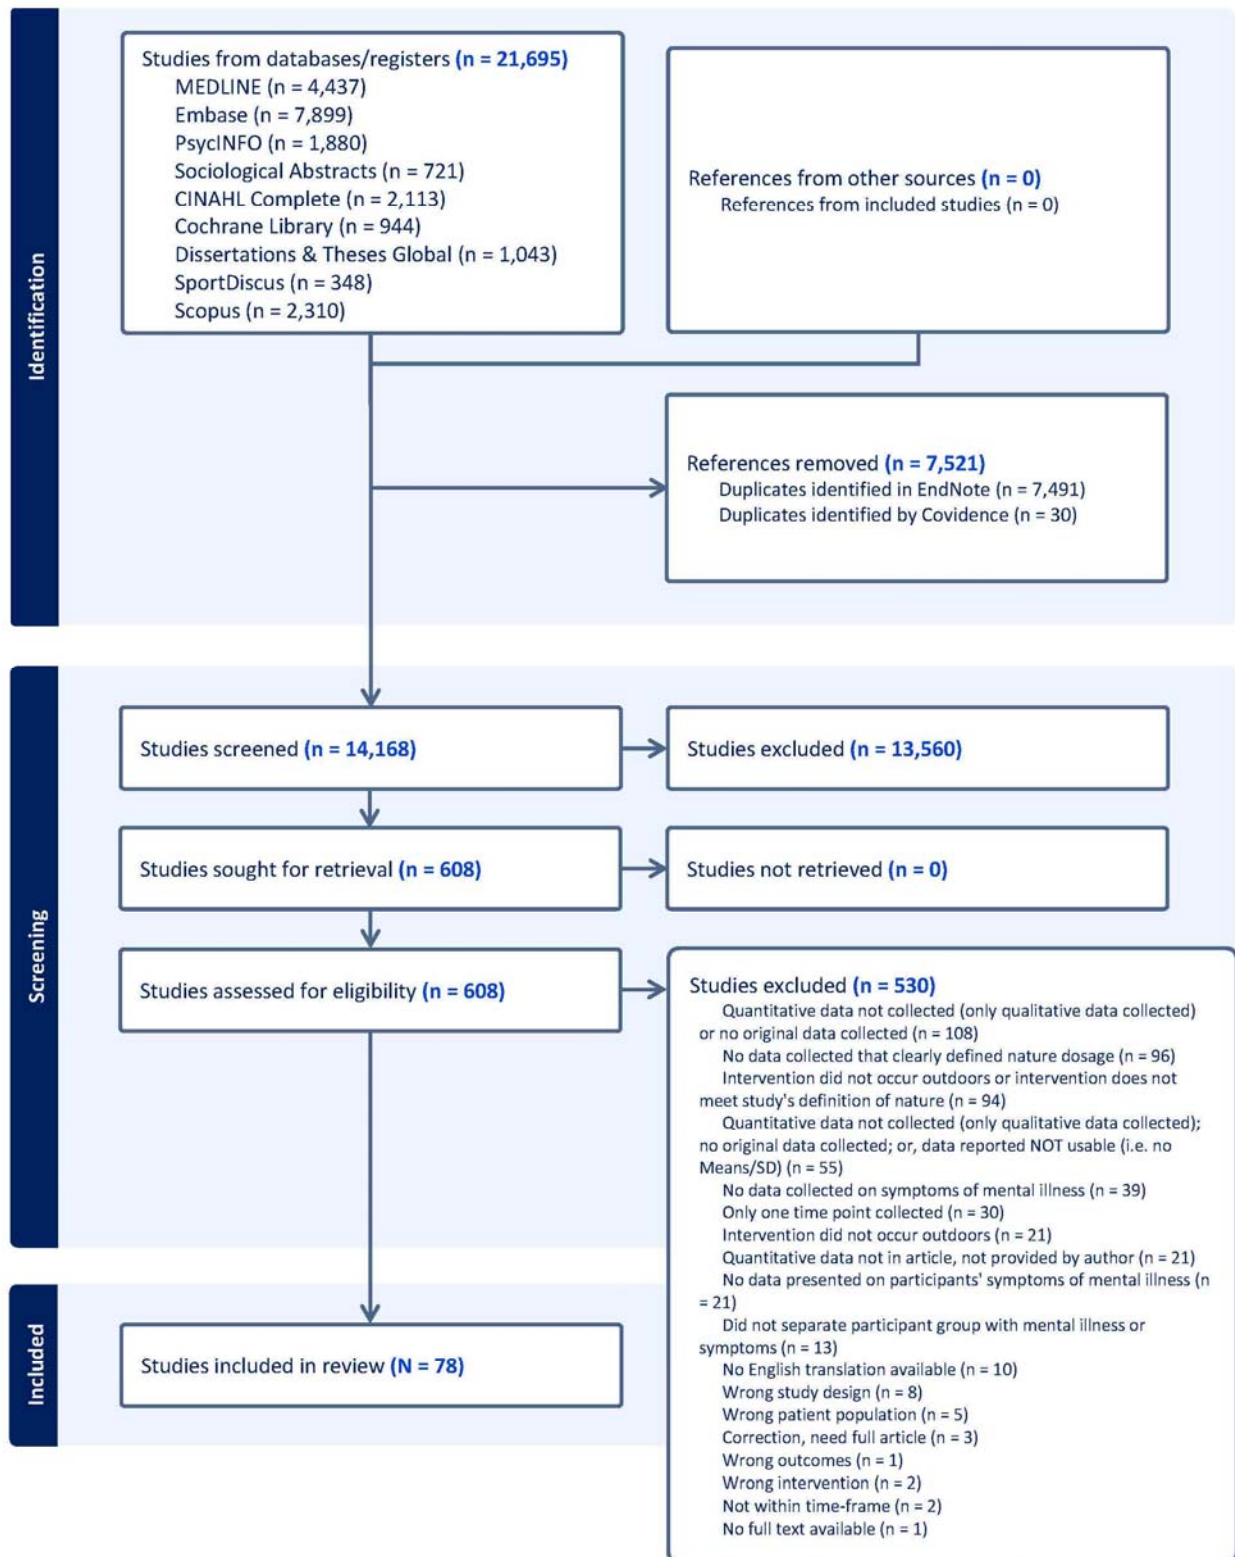 Identification
Studies from databases/registers (n = 21,695)
MEDLINE (n = 4,437)
Embase (n = 7,899)
PsycINFO (n = 1,880)
Sociological Abstracts (n = 721)
CINAHL Complete (n = 2,113)
Cochrane Library (n = 944)
Dissertations & Theses Global (n = 1,043)
SportDiscus (n = 348)
Scopus (n = 2,310)
References from other sources (n = 0)
References from included studies (n = 0)
References removed (n = 7,521)
Duplicates identified in EndNote (n = 7,491)
Duplicates identified by Covidence (n = 30)
Screening
Studies screened (n = 14,168)
Studies excluded (n = 13,560)
Studies sought for retrieval (n = 608)
Studies not retrieved (n = 0)
Studies assessed for eligibility (n = 608)
Studies excluded (n = 530)
Quantitative data not collected (only qualitative data collected)
or no original data collected (n = 108)
No data collected that clearly defined nature dosage (n = 96)
Intervention did not occur outdoors or intervention does not
meet study's definition of nature (n = 94)
Quantitative data not collected (only qualitative data collected);
no original data collected; or, data reported NOT usable (i.e. no
Means/SD) (n = 55)
No data collected on symptoms of mental illness (n = 39)
Only one time point collected (n = 30)
Intervention did not occur outdoors (n = 21)
Quantitative data not in article, not provided by author (n = 21)
No data presented on participants' symptoms of mental illness (n
= 21)
Did not separate participant group with mental illness or
symptoms (n = 13)
No English translation available (n = 10)
Wrong study design (n = 8)
Wrong patient population (n = 5)
Correction, need full article (n = 3)
Wrong outcomes (n = 1)
Wrong intervention (n = 2)
Not within time-frame (n = 2)
No full text available (n = 1)
Included
Studies included in review (N = 78)